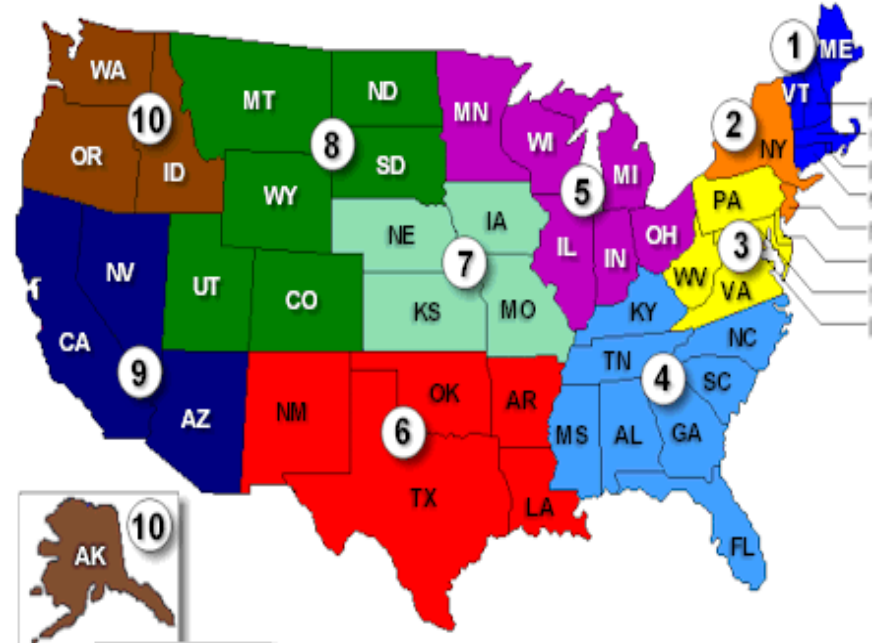 1
ME
WA
MT
ND
MN
VT
10
2
OR
ID
8
SD
WI
NY
WY
5
MI
PA
NE
IA
NV
UT
CO
7
IL
IN
OH
3
WV
VA
KS
MO
KY
CA
NC
9
TN
4
SC
AZ
NM
OK
AR
6
MS
AL
GA
TX
LA
FL
10
AK